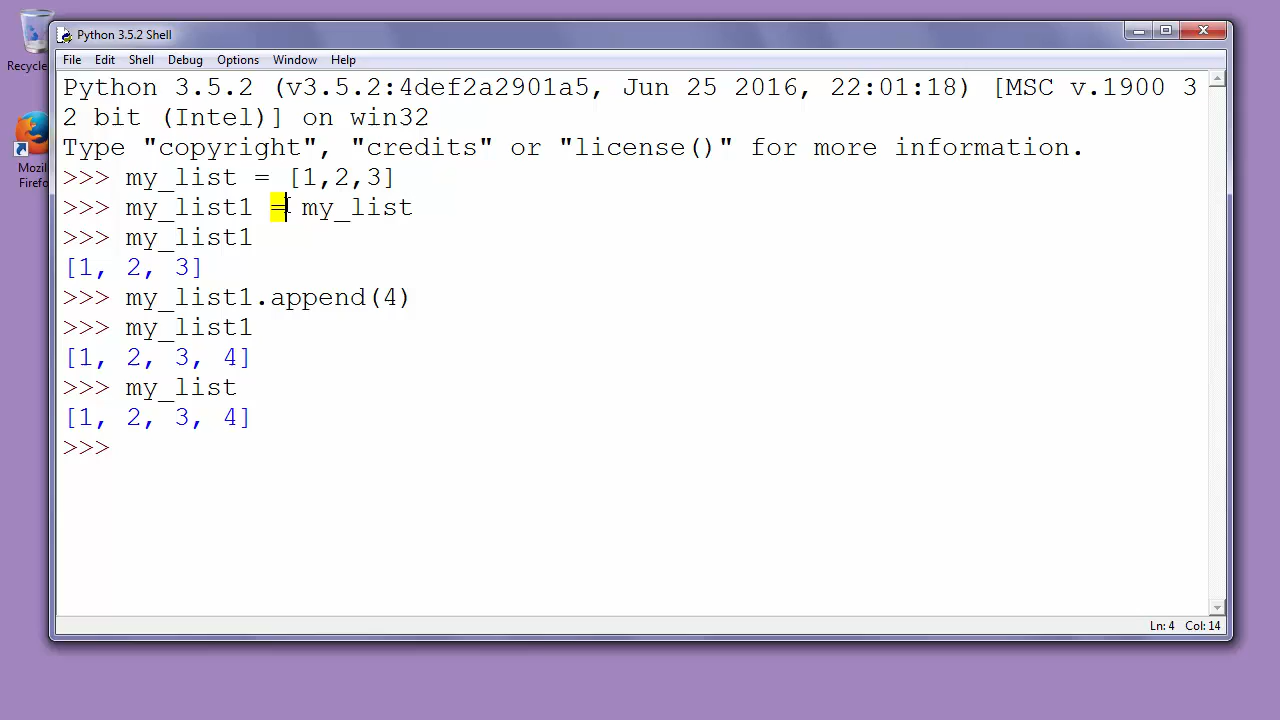 Recycle
Mozil
Firefo
Python 3.5.2 Shell
File Edit Shell Debug Options Window Help
Python 3.5.2 (v3.5.2:4def2a2901a5, Jun 25 2016, 22:01:18) [MSC v.1900 3
2 bit (Intel)] on win32
Type "copyright", "credits" or "license()" for more information.
>>> my_list = [1,2,3]
>>> my_list1 = my_list
>>> my_list1
[1, 2, 3]
>>> my_list1.append(4)
>>> my_list1
[1, 2, 3, 4]
>>> my_list
[1, 2, 3, 4]
>>>
Ln: 4 Col: 14